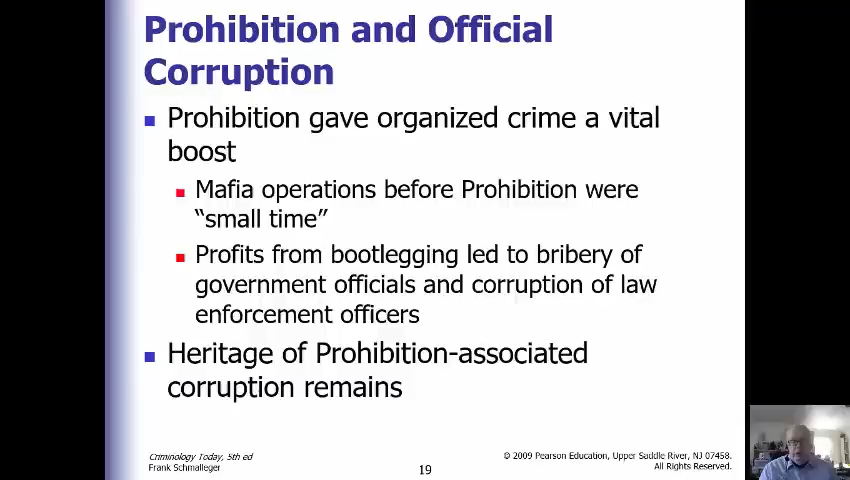 Prohibition and Official
Corruption
Prohibition gave organized crime a vital
boost
Mafia operations before Prohibition were
“small time”
Profits from bootlegging led to bribery of
government officials and corruption of law
enforcement officers
Heritage of Prohibition-associated
corruption remains
Criminology Today, 5th ed
Frank Schmalleger
19
© 2009 Pearson Education, Upper Saddle River, NJ 07458.
All Rights Reserved.